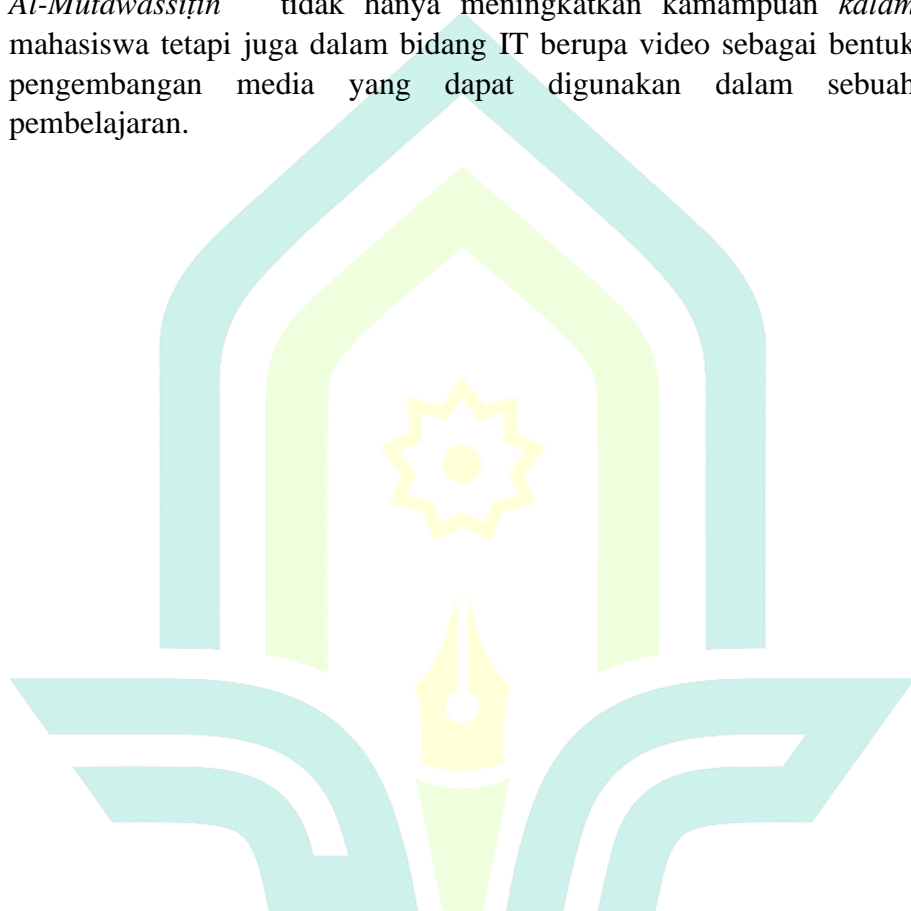 Al-Mutawassiṭīn tidak hanya meningkatkan kamampuan kalam
mahasiswa tetapi juga dalam bidang IT berupa video sebagai bentuk
pengembangan media yang dapat digunakan dalam sebuah
pembelajaran.